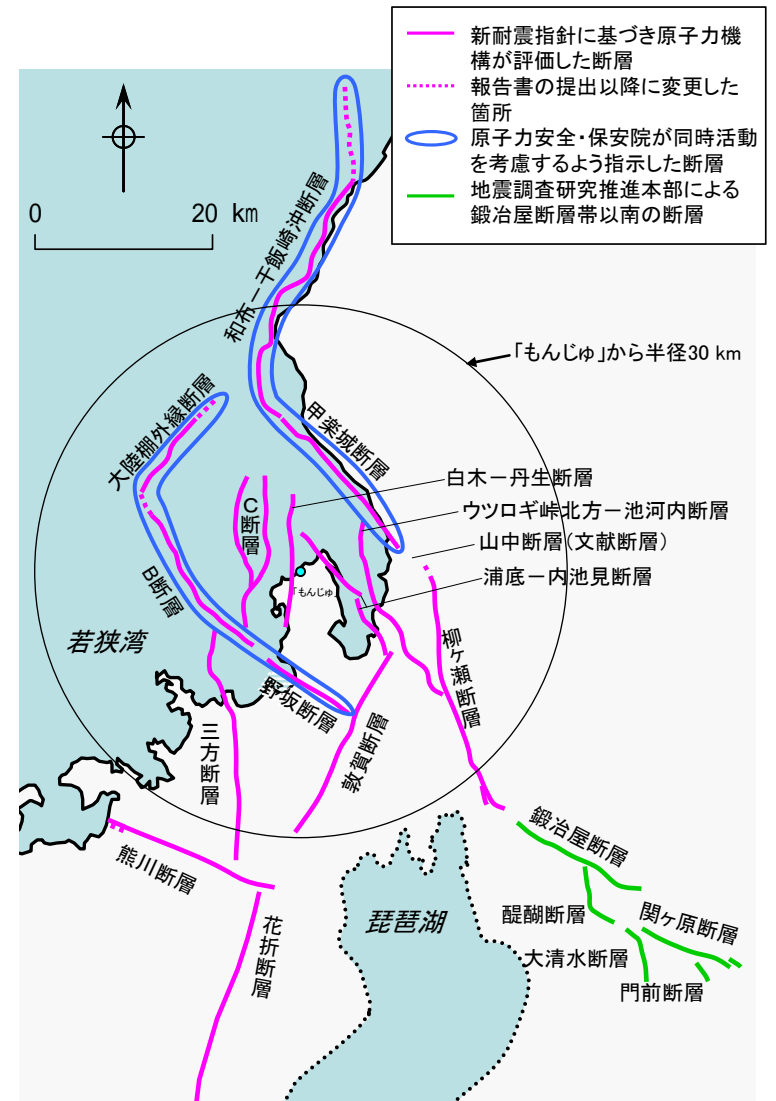 新耐震指針に基づき原子力機
構が評価した断層
報告書の提出以降に変更した
箇所
原子力安全・保安院が同時活動
を考慮するよう指示した断層
地震調査研究推進本部による
鍛冶屋断層帯以南の断層
0 20 km
和布－干飯崎沖断層
「もんじゅ」から半径30 km
大陸棚外縁断層
甲楽城断層
白木－丹生断層
C断層
ウツロギ峠北方－池河内断層
山中断層(文献断層)
浦底－内池見断層
「もんじゅ」
B断層
若狭湾
柳ヶ瀬断層
野坂断層
三方断層
敦賀断層
鍛冶屋断層
熊川断層
琵琶湖
醍醐断層
関ヶ原断層
花折断層
大清水断層
門前断層